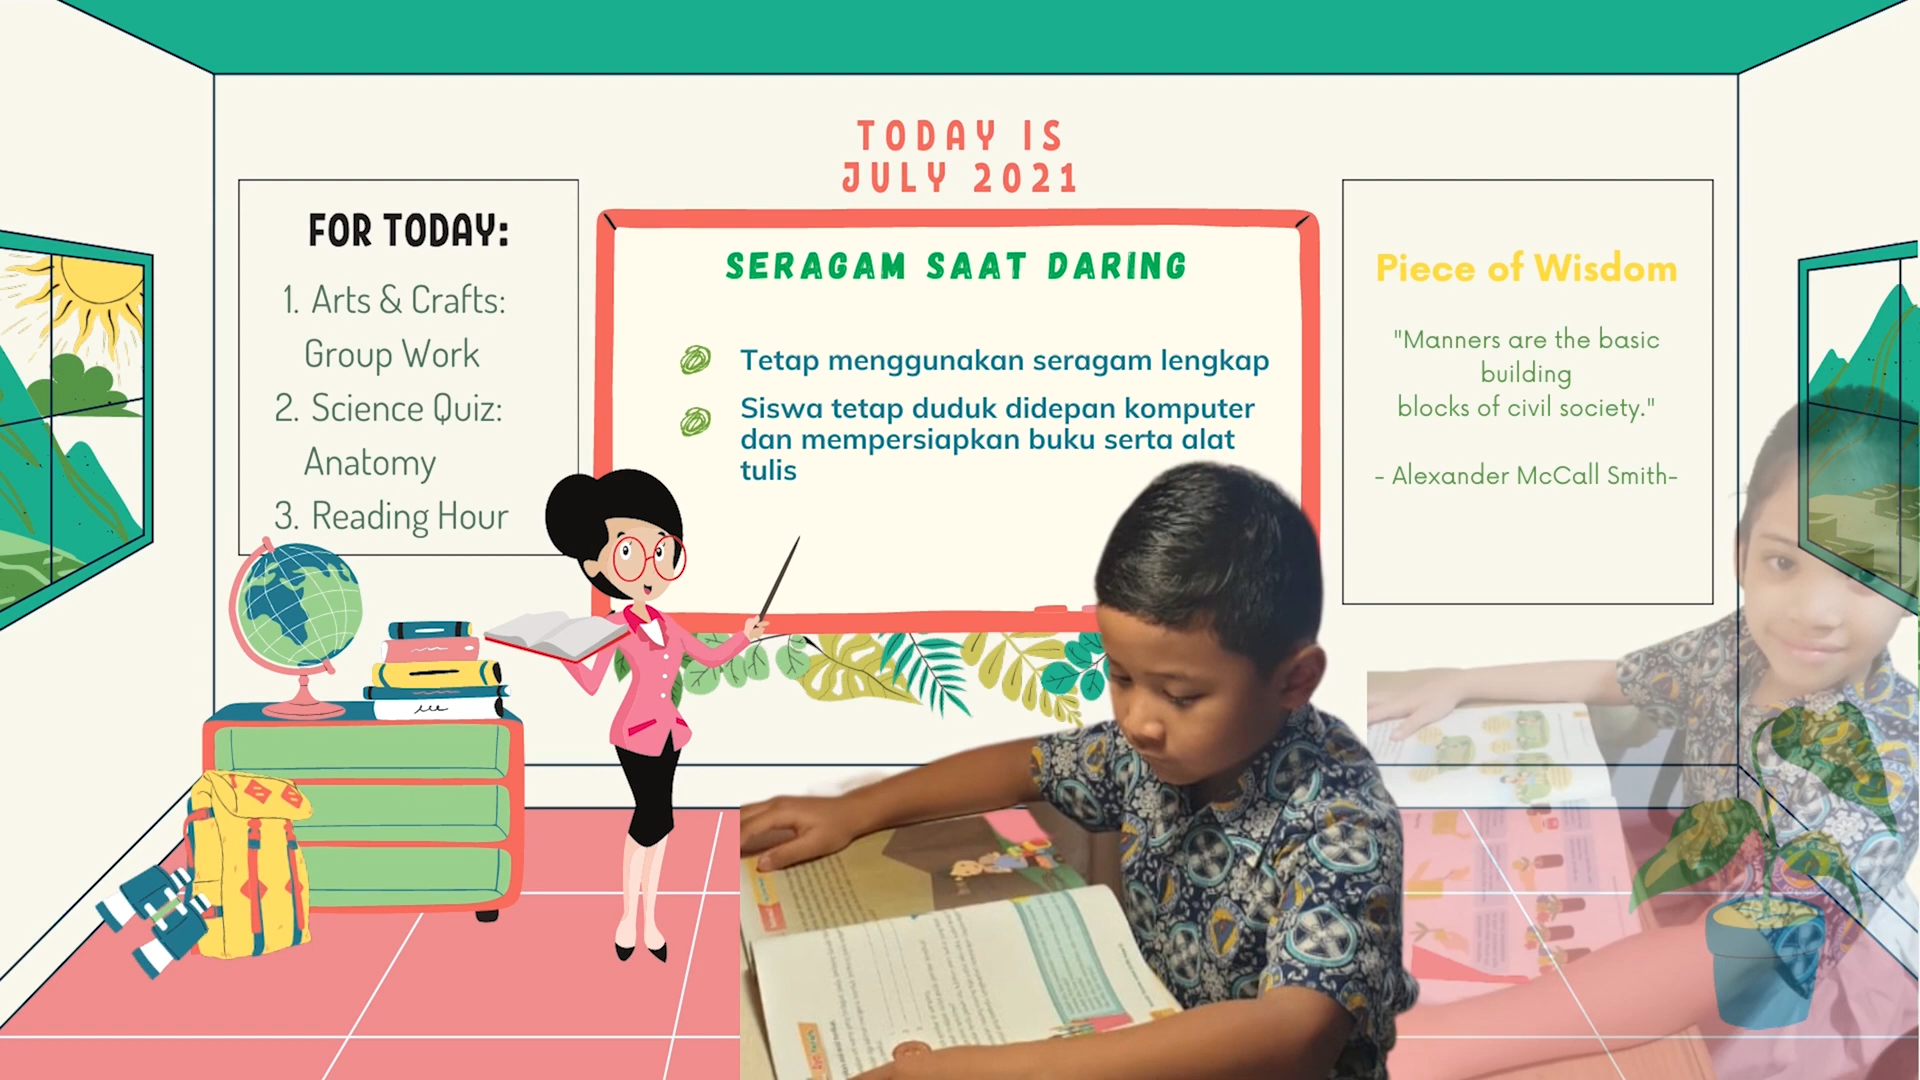 TODAY IS
JULY 2021
FOR TODAY:
1. Arts & Crafts:
Group Work
2. Science Quiz:
Anatomy
3. Reading Hour
SERAGAM SAAT DARING
Tetap menggunakan seragam lengkap
Siswa tetap duduk didepan komputer
dan mempersiapkan buku serta alat
tulis
Piece of Wisdom
"Manners are the basic
building
blocks of civil society."
- Alexander McCall Smith-